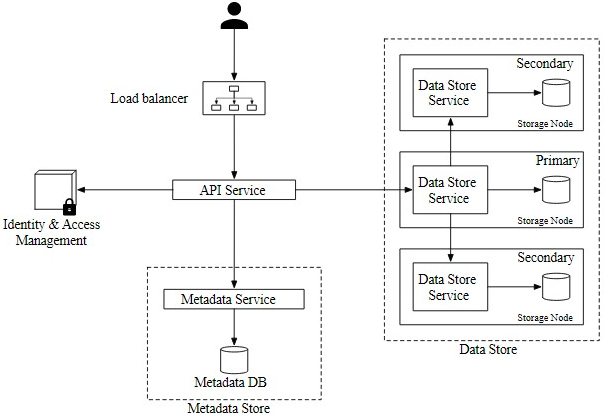 Load balancer
API Service
Identity & Access
Management
Metadata Service
Metadata DB
Metadata Store
Secondary
Data Store
Service
Storage Node
Primary
Data Store
Service
Storage Node
Secondary
Data Store
Service
Storage Node
Data Store